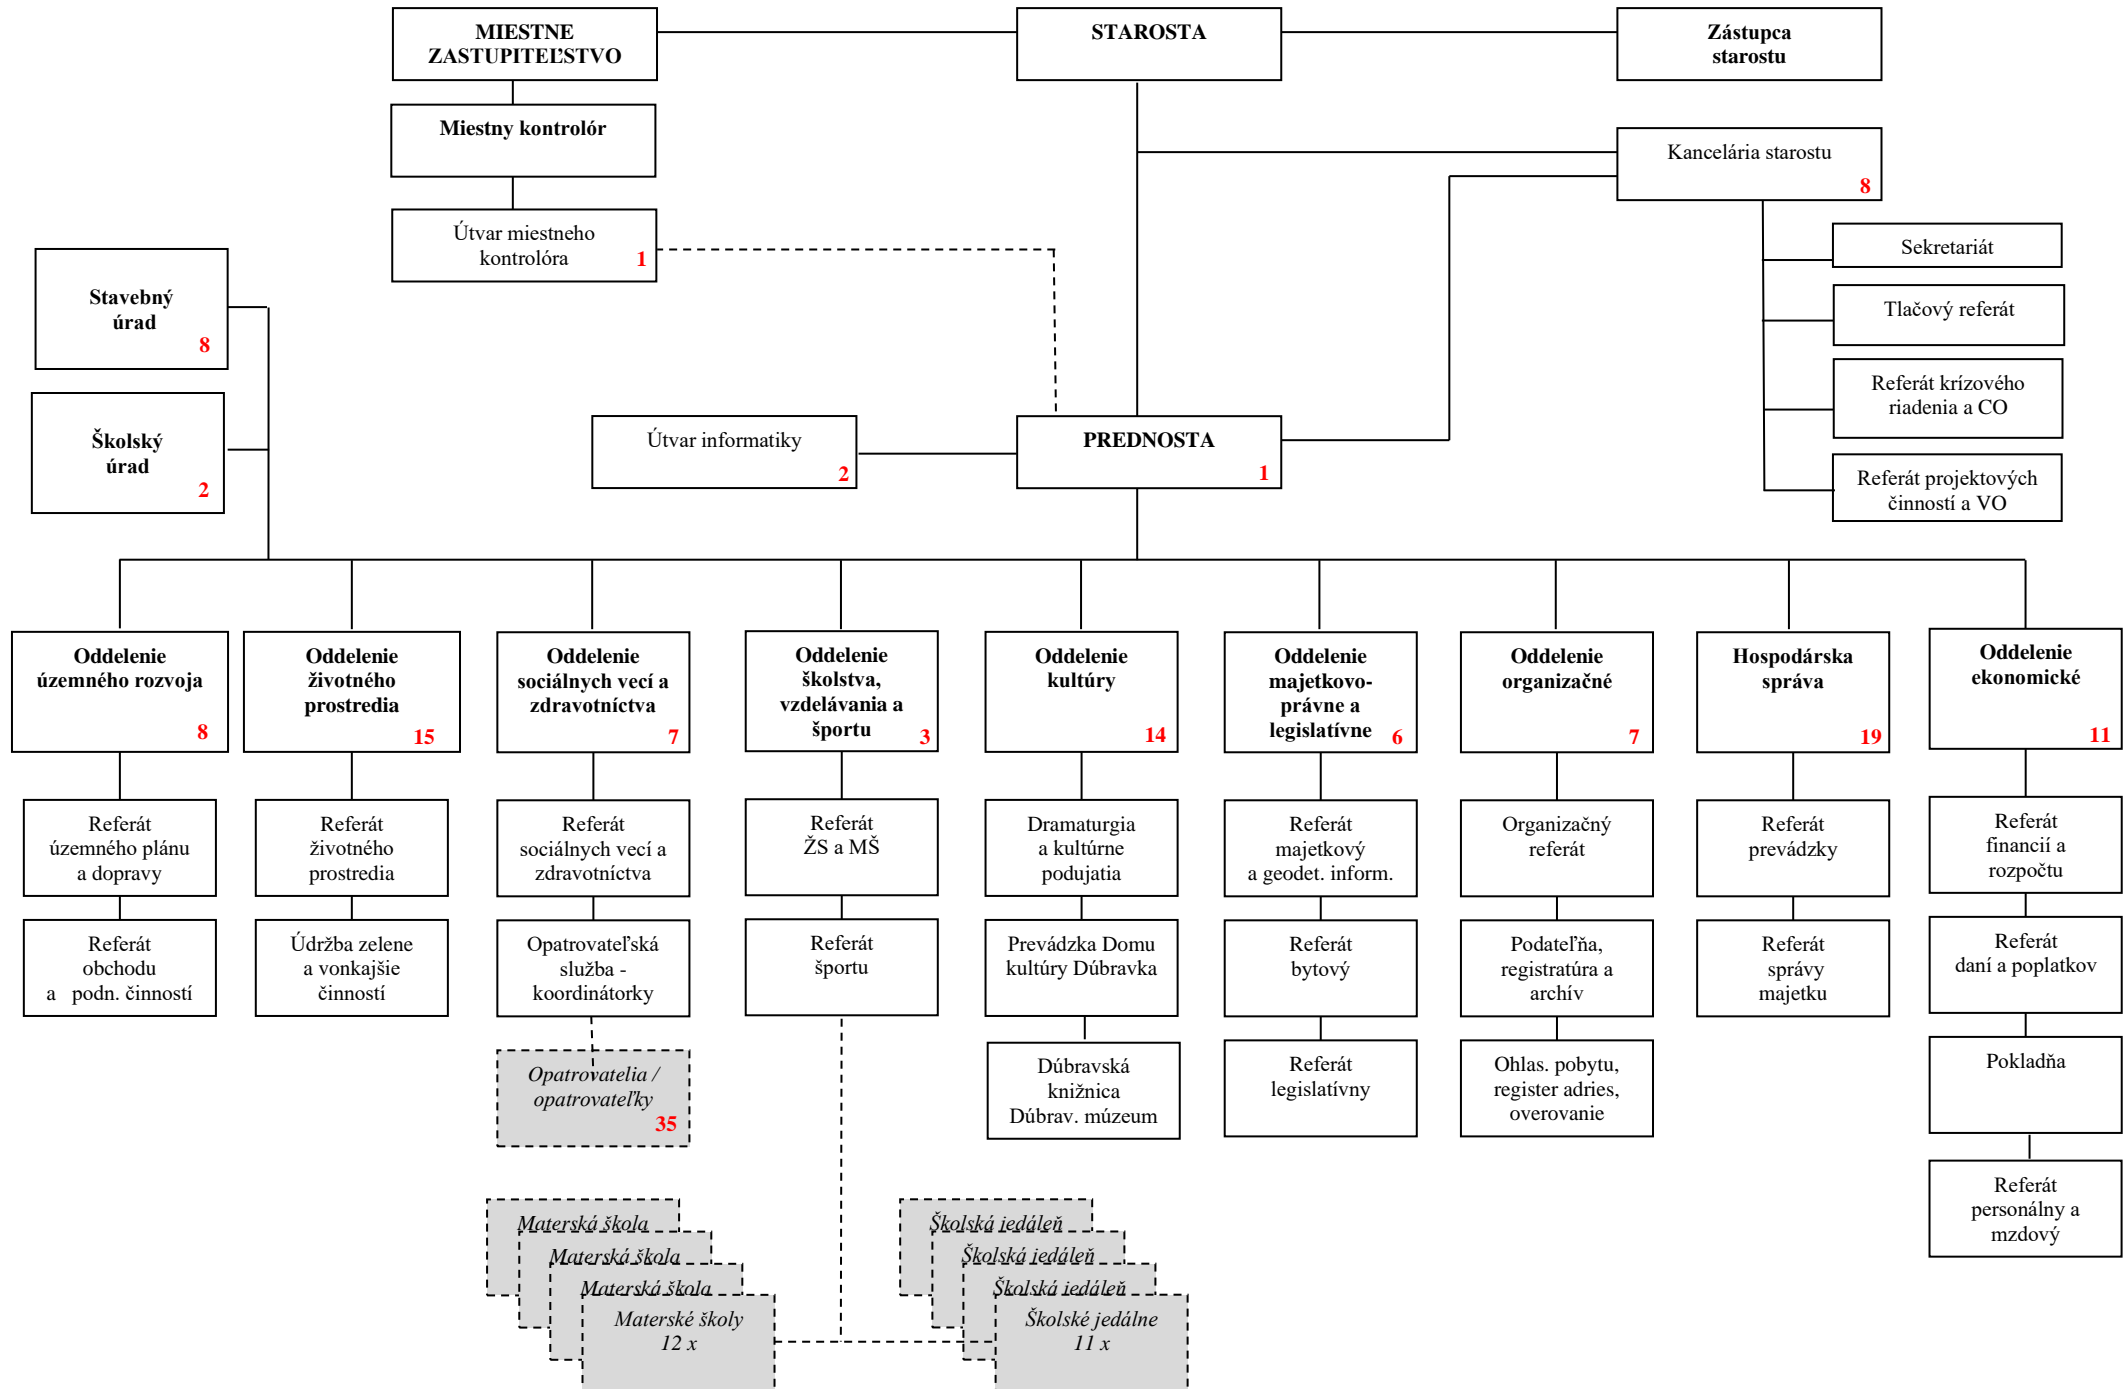 MIESTNE
ZASTUPITEĽSTVO
STAROSTA
Zástupca
starostu
Miestny kontrolór
Kancelária starostu
8
Útvar miestneho
kontrolóra
1
Sekretariát
Tlačový referát
Referát krízového
riadenia a CO
Referát projektových
činností a VO
Stavebný
úrad
8
Školský
úrad
2
Útvar informatiky
2
PREDNOSTA
1
Oddelenie
územného rozvoja
8
Oddelenie
životného
prostredia
15
Oddelenie
sociálnych vecí a
zdravotníctva
7
Oddelenie
školstva,
vzdelávania a
športu
3
Oddelenie
kultúry
14
Oddelenie
majetkovo-
právne a
legislatívne
6
Oddelenie
organizačné
7
Hospodárska
správa
19
Oddelenie
ekonomické
11
Referát
územného plánu
a dopravy
Referát
životného
prostredia
Referát
sociálnych vecí a
zdravotníctva
Referát
ŽS a MŠ
Dramaturgia
a kultúrne
podujatia
Referát
majetkový
a geodet. inform.
Organizačný
referát
Referát
prevádzky
Referát
financií a
rozpočtu
Referát
obchodu
a podn. činností
Údržba zelene
a vonkajšie
činností
Opatrovateľská
služba -
koordinátorky
Referát
športu
Prevádzka Domu
kultúry Dúbravka
Referát
bytový
Podateľňa,
registratúra a
archív
Referát
správy
majetku
Referát
daní a poplatkov
Opatrovatelia /
opatrovateľky
35
Dúbravská
knižnica
Dúbrav. múzeum
Referát
legislatívny
Ohlas. pobytu,
register adries,
overovanie
Pokladňa
Referát
personálny a
mzdový
Materská škola
Materská škola
Materská škola
Materské školy
12 x
Školská jedáleň
Školská jedáleň
Školská jedáleň
Školské jedálne
11 x